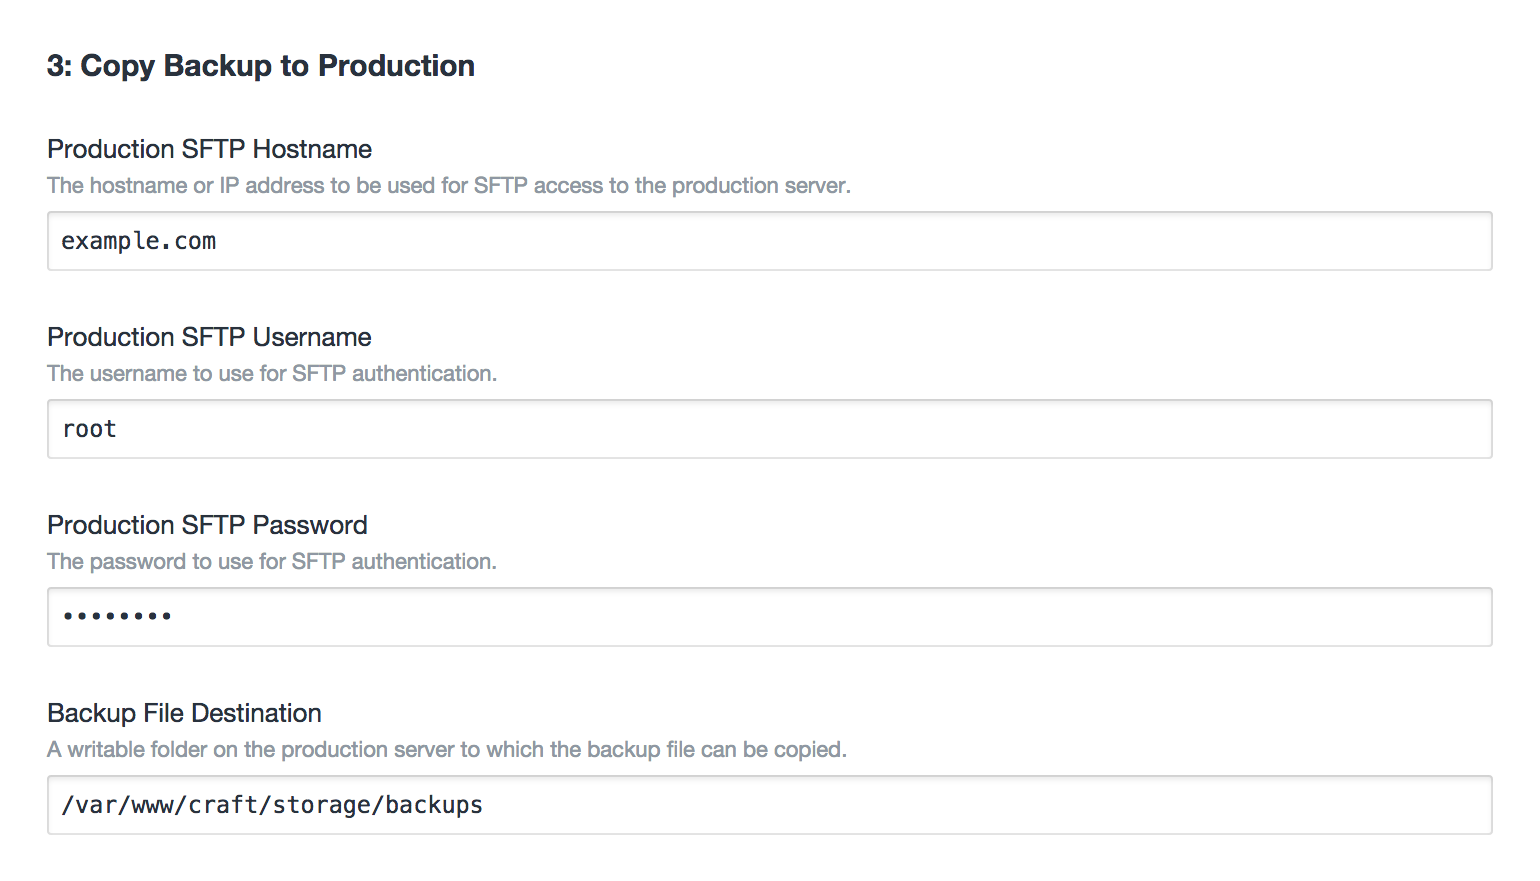 3: Copy Backup to Production
Production SFTP Hostname
The hostname or IP address to be used for SFTP access to the production server.
example.com
Production SFTP Username
The username to use for SFTP authentication.
root
Production SFTP Password
The password to use for SFTP authentication.
••••••••
Backup File Destination
A writable folder on the production server to which the backup file can be copied.
/var/www/craft/storage/backups